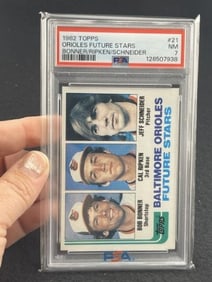 1982 TOPPS
#21
ORIOLES FUTURE STARS
NM
BONNER/RIPKEN/SCHNEIDER
7
PSA
128507938
JEFF SCHNEIDER
Pitcher
CAL RIPKEN
3rd Base
BOB BONNER
Shortstop
BALTIMORE ORIOLES
FUTURE STARS
Topps
PSA